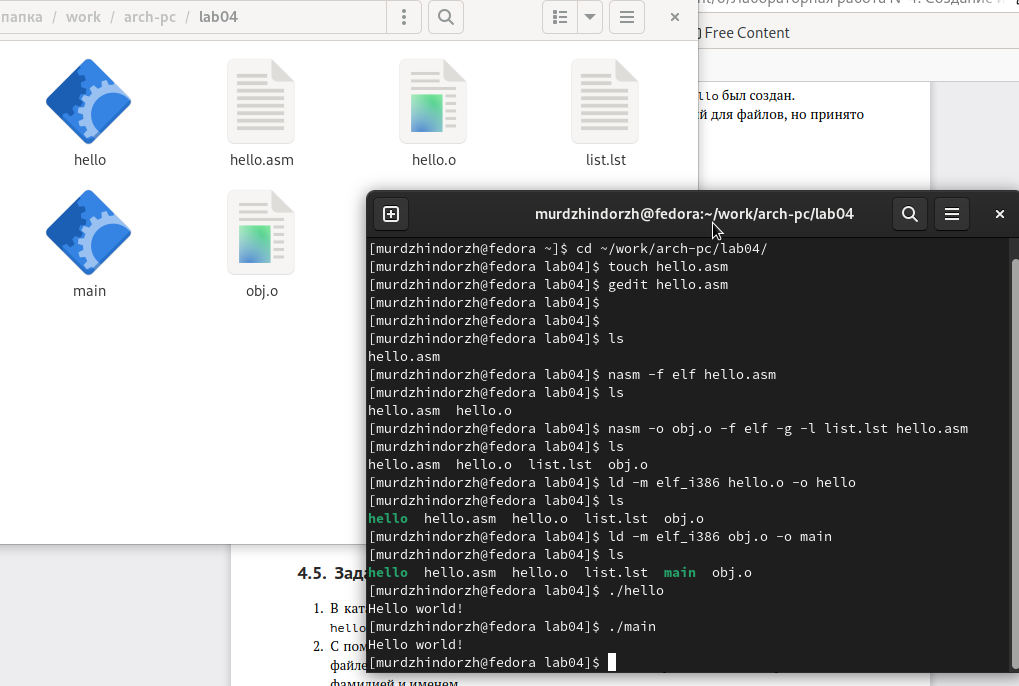 папка / work / arch-pc / lab04
Free Content
hello
hello.asm
hello.o
list.lst
main
obj.o
был создан.
для файлов, но принято
murdzhindorzh@fedora:~/work/arch-pc/lab04
[murdzhindorzh@fedora ~]$ cd ~/work/arch-pc/lab04/
[murdzhindorzh@fedora lab04]$ touch hello.asm
[murdzhindorzh@fedora lab04]$ gedit hello.asm
[murdzhindorzh@fedora lab04]$
[murdzhindorzh@fedora lab04]$
[murdzhindorzh@fedora lab04]$ ls
hello.asm
[murdzhindorzh@fedora lab04]$ nasm -f elf hello.asm
[murdzhindorzh@fedora lab04]$ ls
hello.asm hello.o
[murdzhindorzh@fedora lab04]$ nasm -o obj.o -f elf -g -l list.lst hello.asm
[murdzhindorzh@fedora lab04]$ ls
hello.asm hello.o list.lst obj.o
[murdzhindorzh@fedora lab04]$ ld -m elf_i386 hello.o -o hello
[murdzhindorzh@fedora lab04]$ ls
hello hello.asm hello.o list.lst obj.o
[murdzhindorzh@fedora lab04]$ ld -m elf_i386 obj.o -o main
[murdzhindorzh@fedora lab04]$ ls
hello hello.asm hello.o list.lst main obj.o
[murdzhindorzh@fedora lab04]$ ./hello
Hello world!
[murdzhindorzh@fedora lab04]$ ./main
Hello world!
[murdzhindorzh@fedora lab04]$
4.5. Зада
1. В кат
hello
2. С пом
файле
фамилией и именем